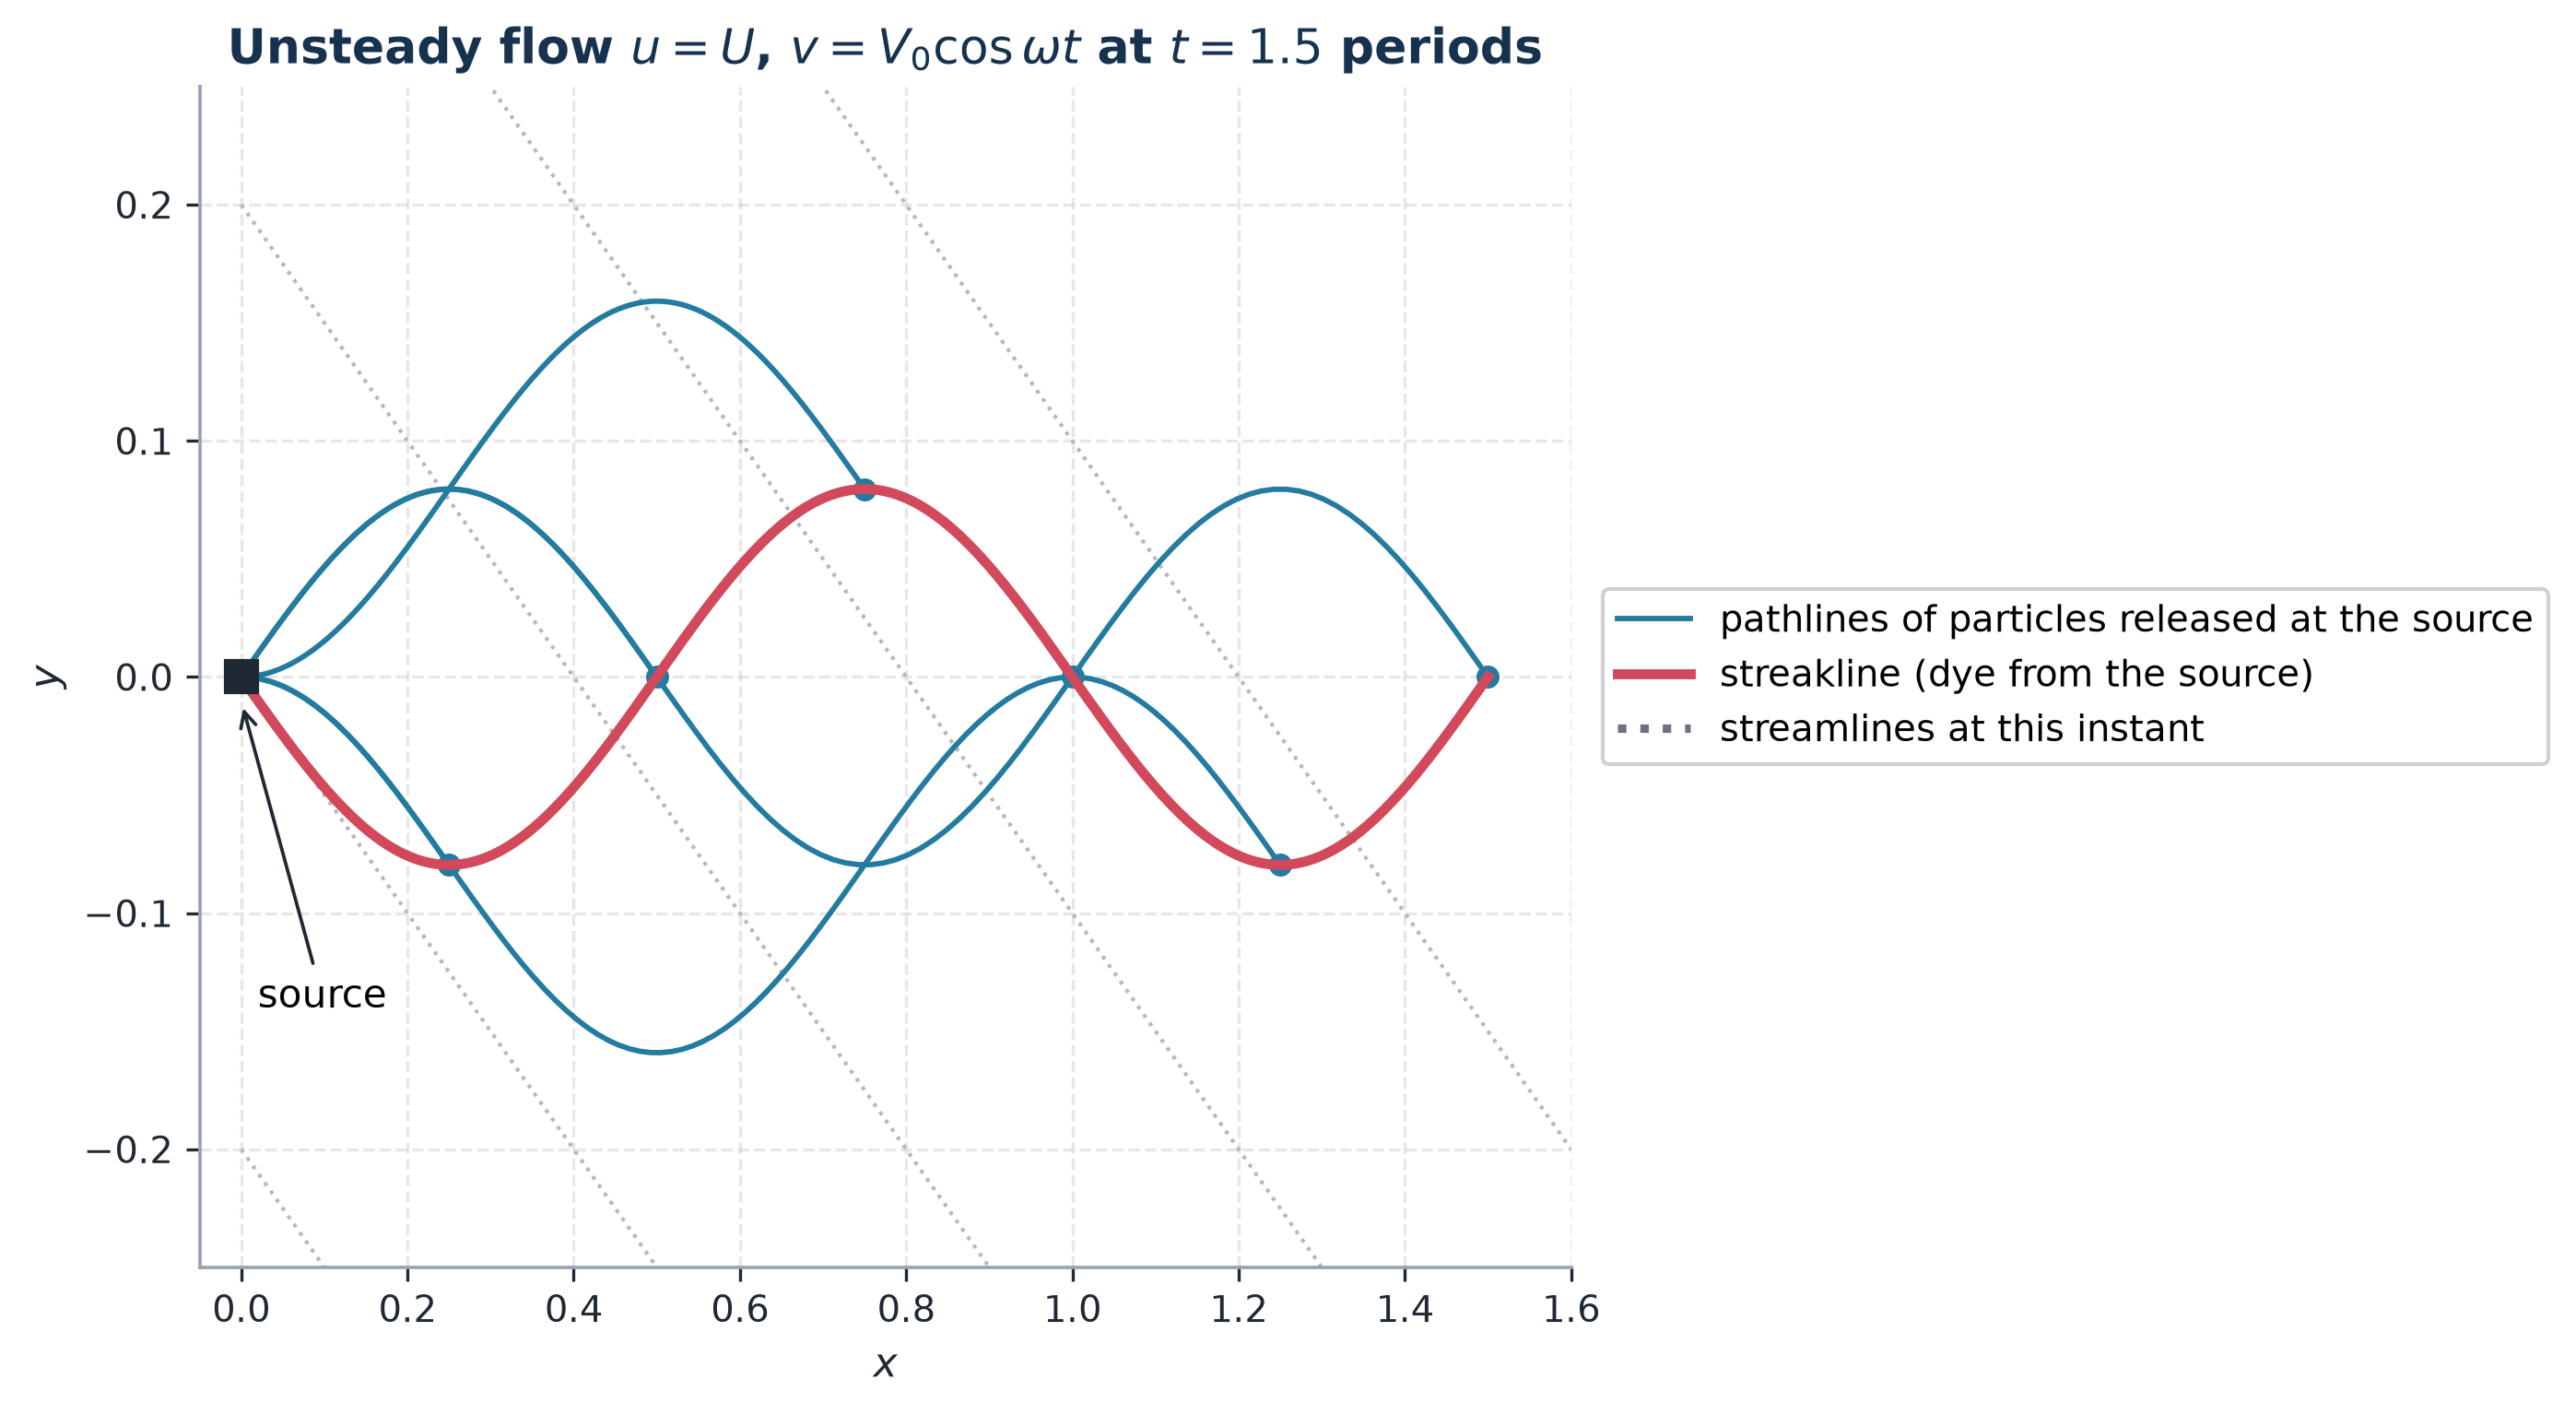 Unsteady flow u = U, v = V₀cos ωt at t = 1.5 periods
0.2
0.1
0.0
−0.1
−0.2
y
source
0.0 0.2 0.4 0.6 0.8 1.0 1.2 1.4 1.6
x
pathlines of particles released at the source
streakline (dye from the source)
streamlines at this instant